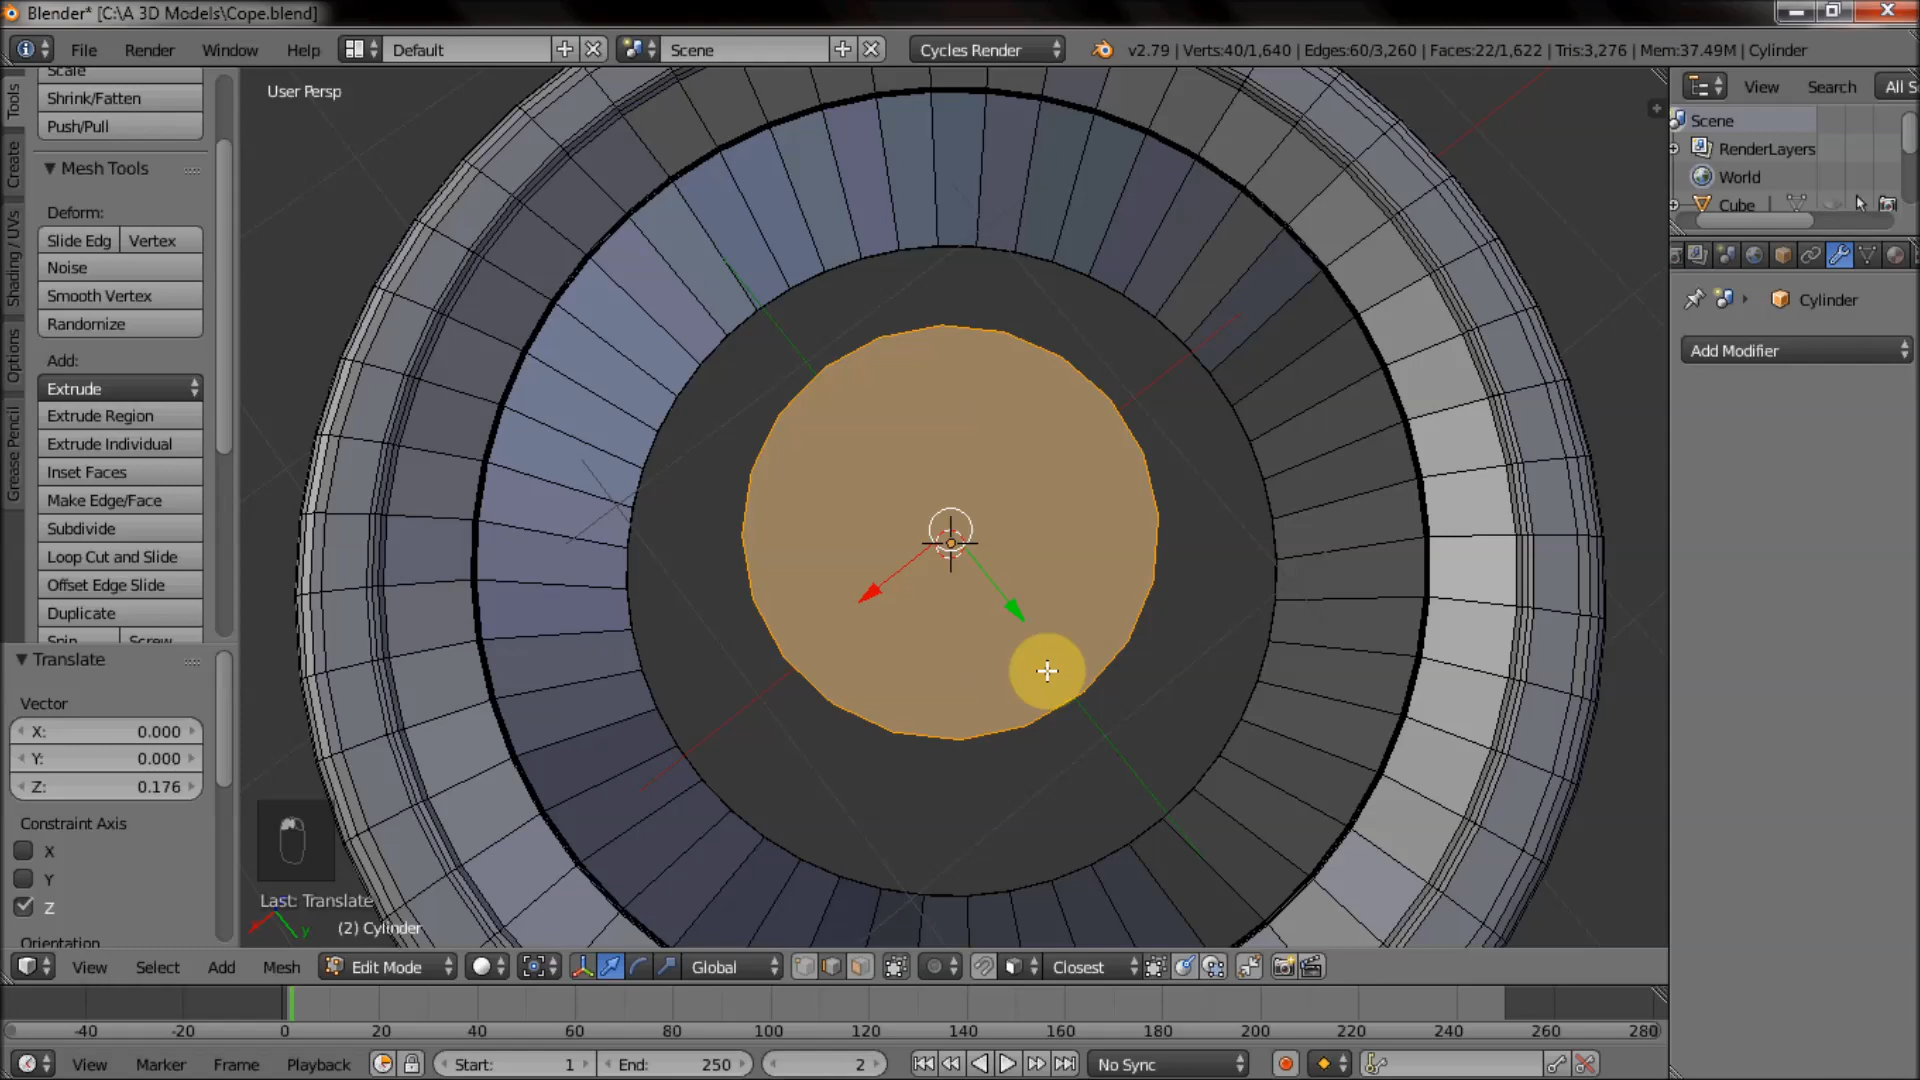 Blender* [C:\A 3D Models\Cope.blend]
File Render Window Help Default Scene Cycles Render v2.79 | Verts:40/1,640 | Edges:60/3,260 | Faces:22/1,622 | Tris:3,276 | Mem:37.49M | Cylinder
User Persp
Tools
Create
Shading / UVs
Options
Grease Pencil
Scale
Shrink/Fatten
Push/Pull
Mesh Tools
Deform:
Slide Edg Vertex
Noise
Smooth Vertex
Randomize
Add:
Extrude
Extrude Region
Extrude Individual
Inset Faces
Make Edge/Face
Subdivide
Loop Cut and Slide
Offset Edge Slide
Duplicate
Spin Screw
Translate
Vector
X: 0.000
Y: 0.000
Z: 0.176
Constraint Axis
X
Y
Z
Orientation
Last: Translate
y
(2) Cylinder
View Search All S
Scene
RenderLayers
World
Cube
Cylinder
Add Modifier
View Select Add Mesh Edit Mode Global Closest
-40 -20 0 20 40 60 80 100 120 140 160 180 200 220 240 260 280
View Marker Frame Playback Start: 1 End: 250 2 No Sync